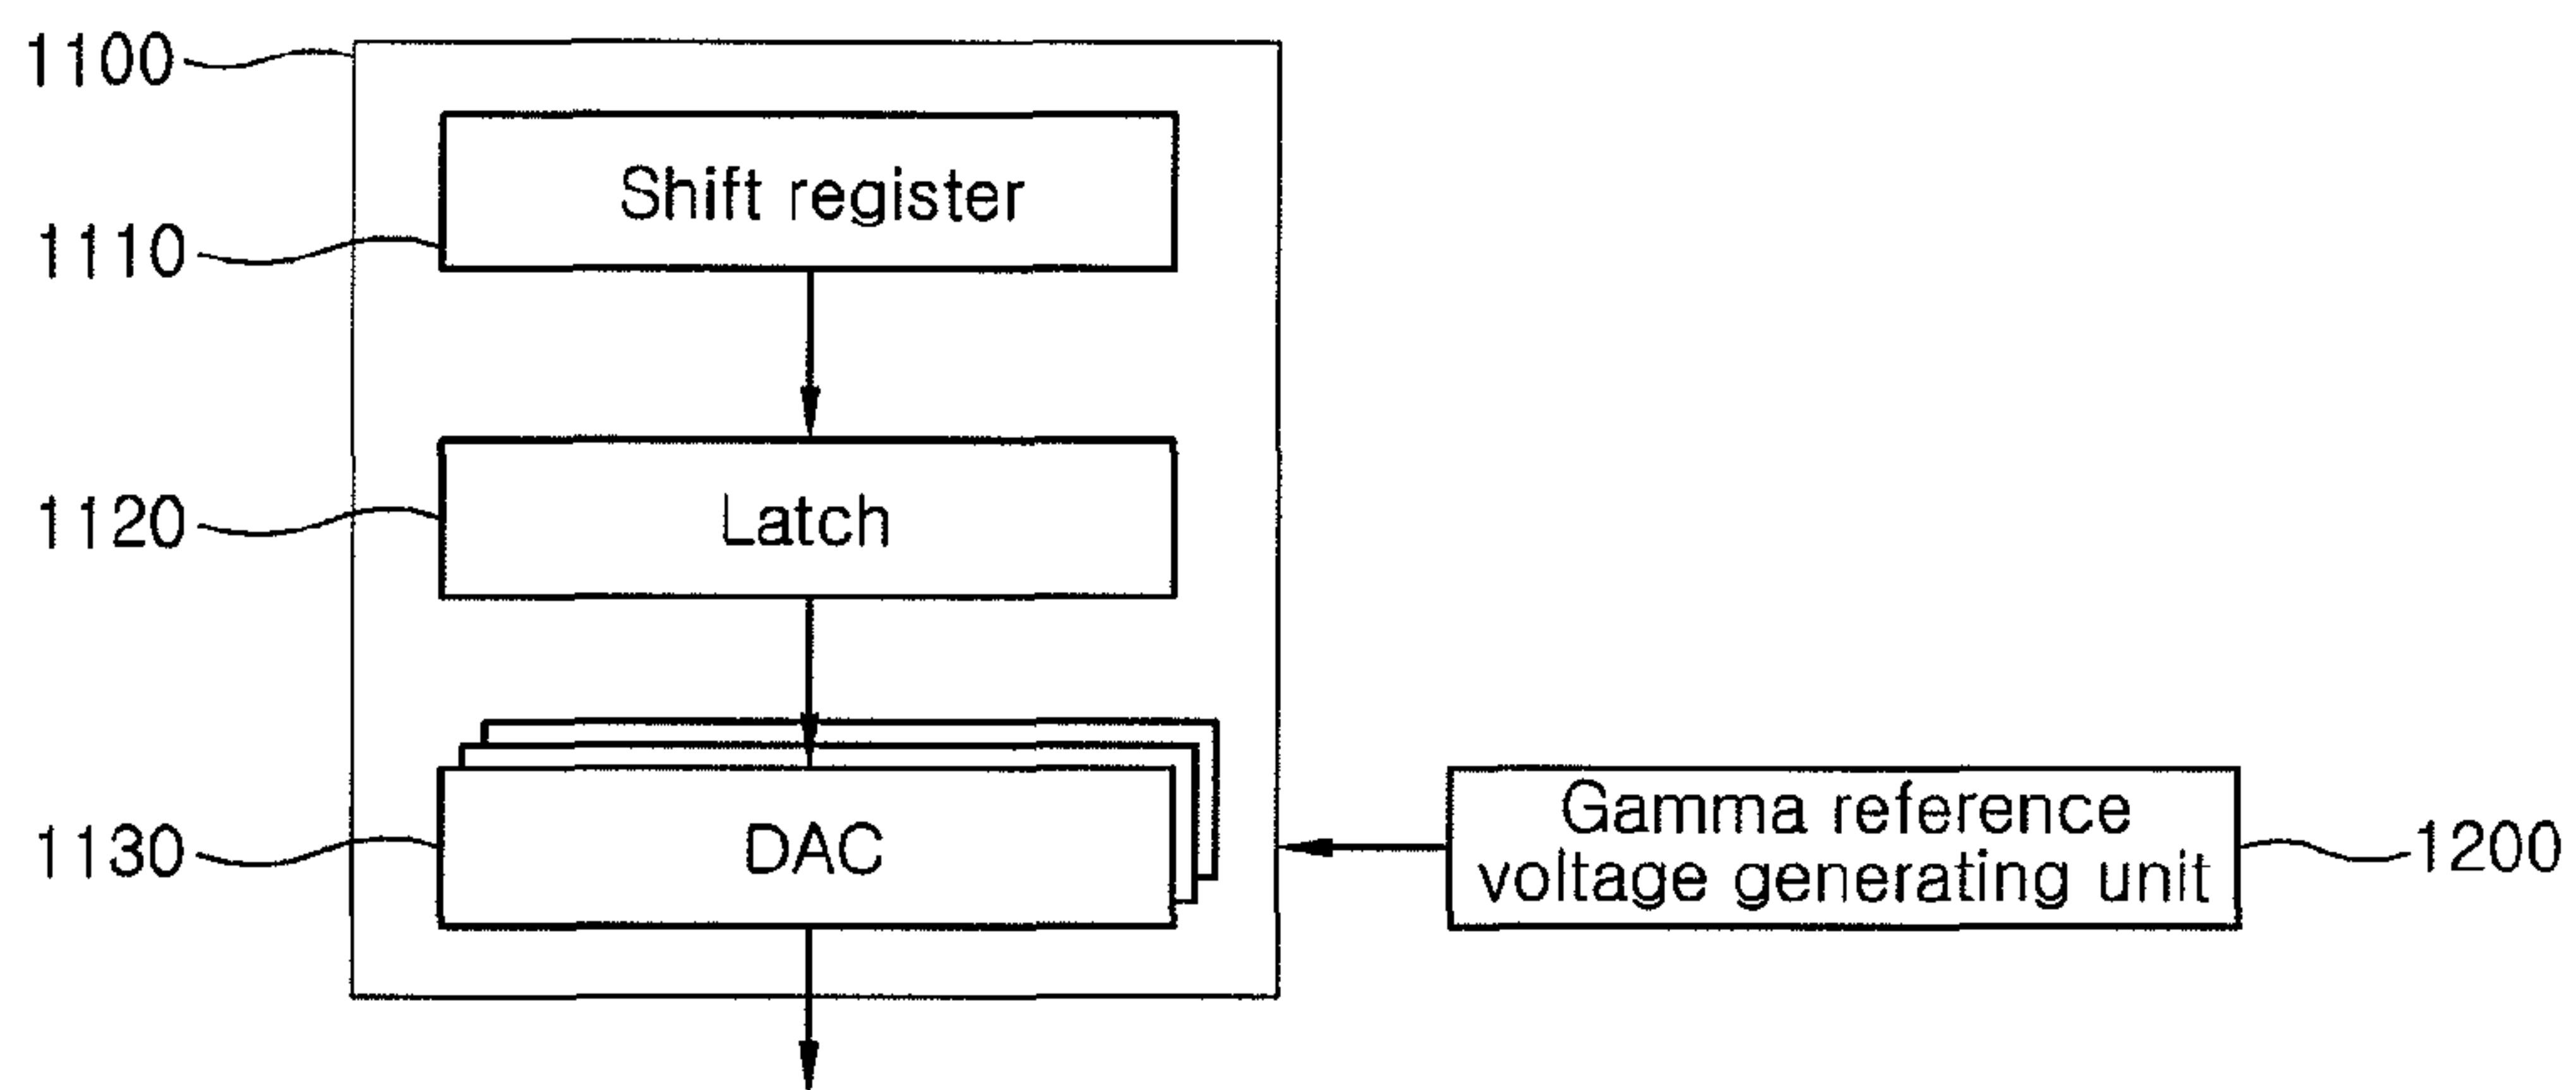 1100
Shift register
1110
Latch
1120
DAC
1130
Gamma reference
voltage generating unit
1200